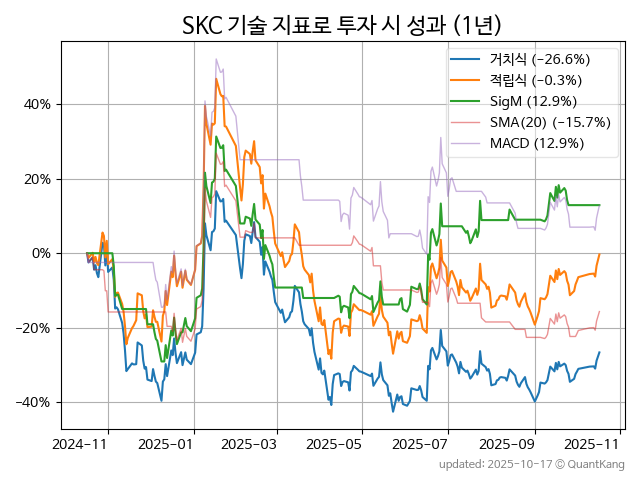 SKC 기술 지표로 투자 시 성과 (1년)
거치식 (−26.6%)
적립식 (−0.3%)
SigM (12.9%)
SMA(20) (−15.7%)
MACD (12.9%)
40%
20%
0%
−20%
−40%
2024-11 2025-01 2025-03 2025-05 2025-07 2025-09 2025-11
updated: 2025-10-17 © QuantKang